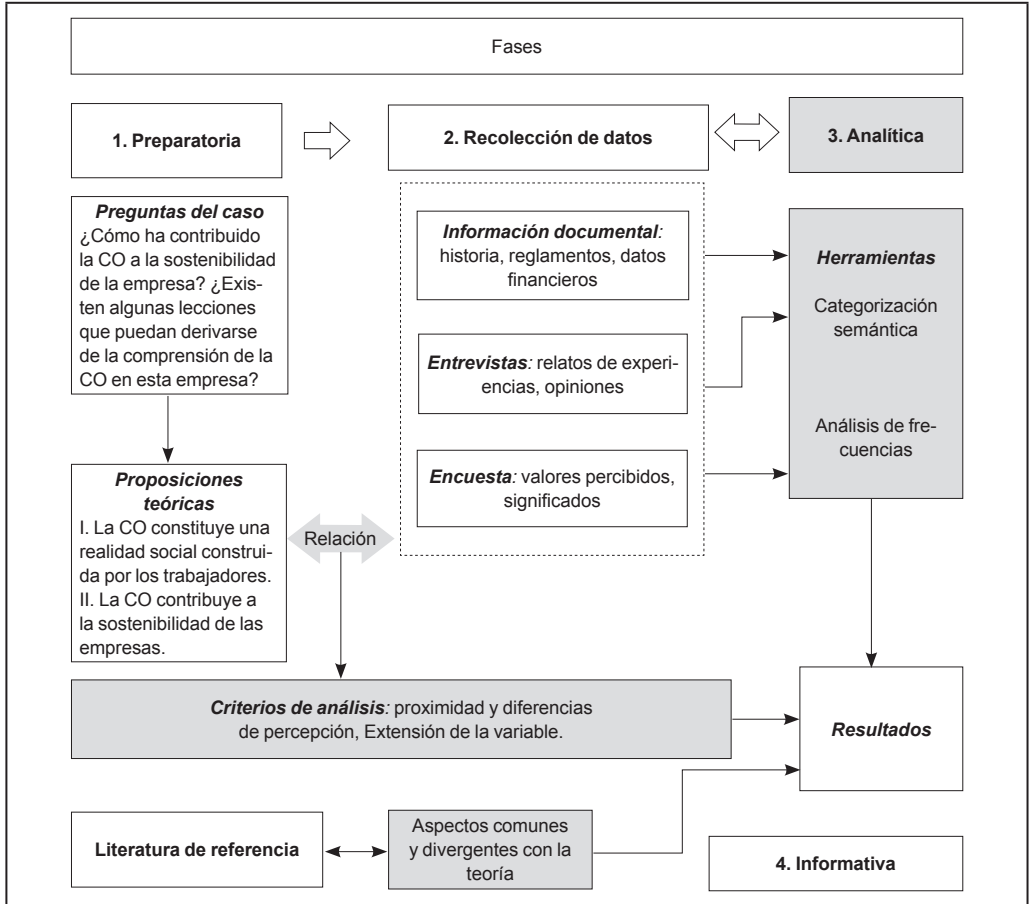 Fases
1. Preparatoria
2. Recolección de datos
3. Analítica
Preguntas del caso
¿Cómo ha contribuido
la CO a la sostenibilidad
de la empresa? ¿Exis-
ten algunas lecciones
que puedan derivarse
de la comprensión de la
CO en esta empresa?
Información documental:
historia, reglamentos, datos
financieros
Herramientas
Categorización
semántica
Entrevistas: relatos de experi-
encias, opiniones
Análisis de fre-
cuencias
Encuesta: valores percibidos,
significados
Proposiciones
teóricas
I. La CO constituye una
realidad social construi-
da por los trabajadores.
II. La CO contribuye a
la sostenibilidad de las
empresas.
Relación
Criterios de análisis: proximidad y diferencias
de percepción, Extensión de la variable.
Resultados
Literatura de referencia
Aspectos comunes
y divergentes con la
teoría
4. Informativa